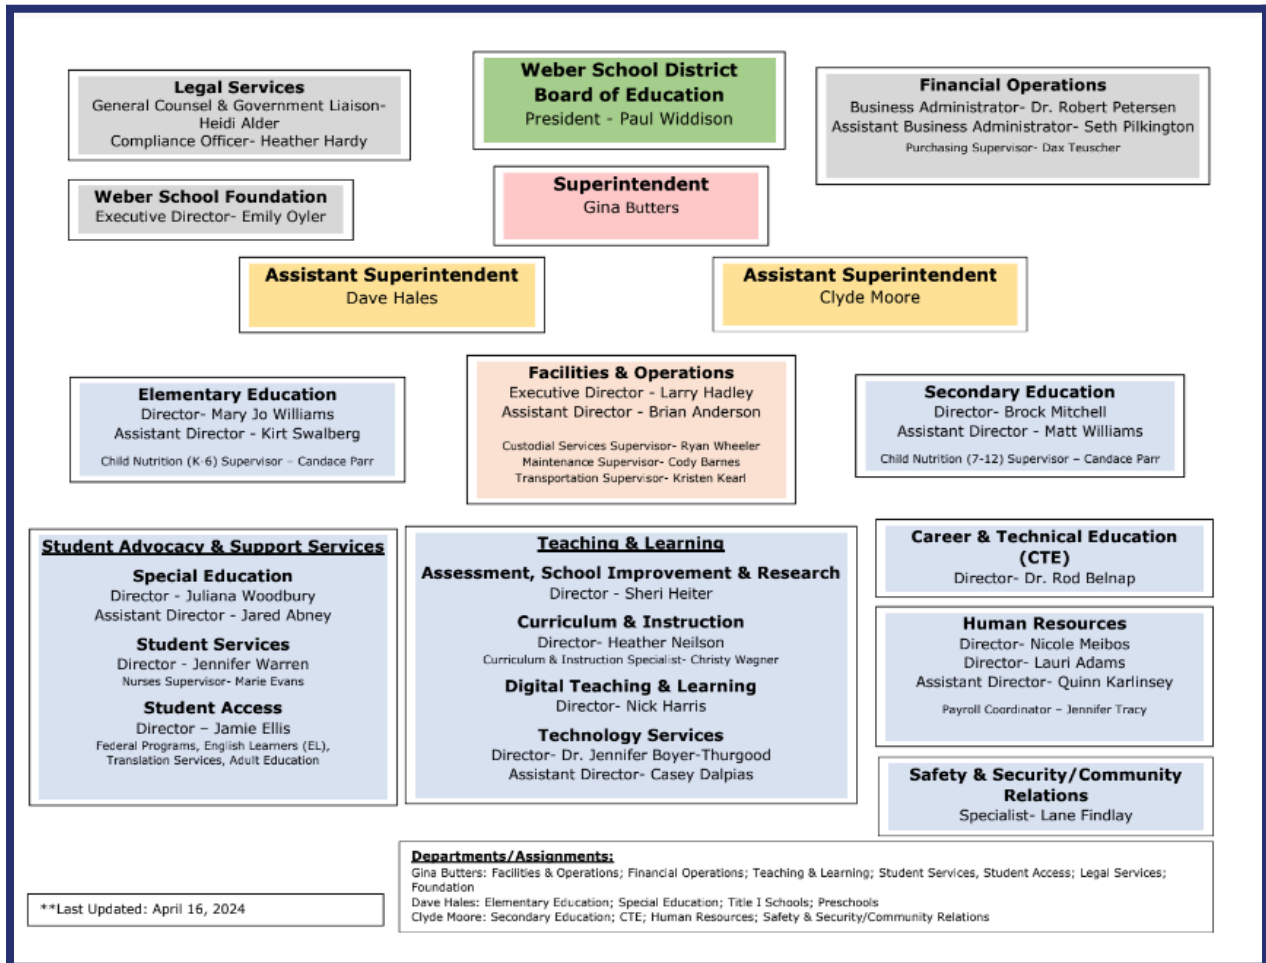 Legal Services
General Counsel & Government Liaison-
Heidi Alder
Compliance Officer- Heather Hardy
Weber School District
Board of Education
President - Paul Widdison
Financial Operations
Business Administrator- Dr. Robert Petersen
Assistant Business Administrator- Seth Pilkington
Purchasing Supervisor- Dax Teuscher
Weber School Foundation
Executive Director- Emily Oyler
Superintendent
Gina Butters
Assistant Superintendent
Dave Hales
Assistant Superintendent
Clyde Moore
Elementary Education
Director- Mary Jo Williams
Assistant Director - Kirt Swalberg
Child Nutrition (K-6) Supervisor – Candace Parr
Facilities & Operations
Executive Director - Larry Hadley
Assistant Director - Brian Anderson
Custodial Services Supervisor- Ryan Wheeler
Maintenance Supervisor- Cody Barnes
Transportation Supervisor- Kristen Kearl
Secondary Education
Director- Brock Mitchell
Assistant Director - Matt Williams
Child Nutrition (7-12) Supervisor – Candace Parr
Student Advocacy & Support Services
Special Education
Director - Juliana Woodbury
Assistant Director - Jared Abney
Student Services
Director - Jennifer Warren
Nurses Supervisor- Marie Evans
Student Access
Director – Jamie Ellis
Federal Programs, English Learners (EL),
Translation Services, Adult Education
Teaching & Learning
Assessment, School Improvement & Research
Director - Sheri Heiter
Curriculum & Instruction
Director- Heather Neilson
Curriculum & Instruction Specialist- Christy Wagner
Digital Teaching & Learning
Director- Nick Harris
Technology Services
Director- Dr. Jennifer Boyer-Thurgood
Assistant Director- Casey Dalpias
Career & Technical Education
(CTE)
Director- Dr. Rod Belnap
Human Resources
Director- Nicole Meibos
Director- Lauri Adams
Assistant Director- Quinn Karlinsey
Payroll Coordinator – Jennifer Tracy
Safety & Security/Community
Relations
Specialist- Lane Findlay
Departments/Assignments:
Gina Butters: Facilities & Operations; Financial Operations; Teaching & Learning; Student Services, Student Access; Legal Services;
Foundation
Dave Hales: Elementary Education; Special Education; Title I Schools; Preschools
Clyde Moore: Secondary Education; CTE; Human Resources; Safety & Security/Community Relations
**Last Updated: April 16, 2024